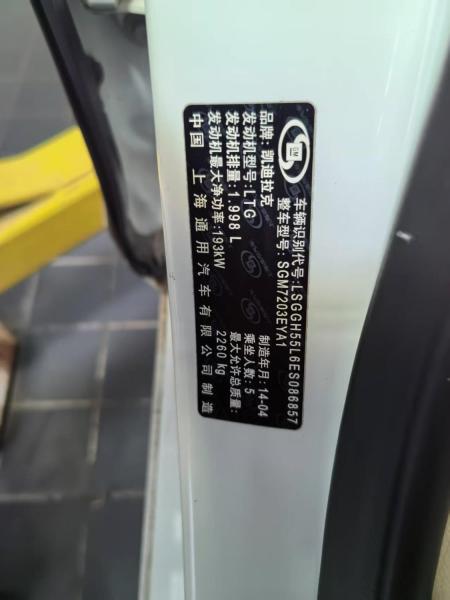 车辆识别代号:LSGGH55L6ES086857
整车型号:SGM7203EYA1
品牌:凯迪拉克
发动机型号:LTG
发动机排量:1.998 L
发动机最大净功率:193kW
制造年月:14-04
乘坐人数:5
最大允许总质量:
2260 kg
中国 上海通用汽车有限公司制造